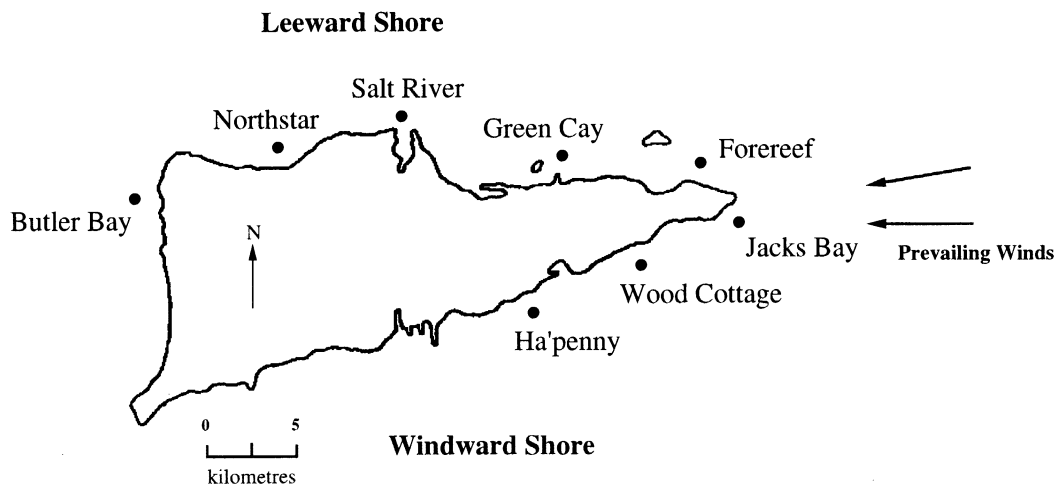 Leeward Shore
Salt River
Northstar
Green Cay
Forereef
Butler Bay
N
Jacks Bay
Prevailing Winds
Wood Cottage
Ha'penny
0 5
kilometres
Windward Shore